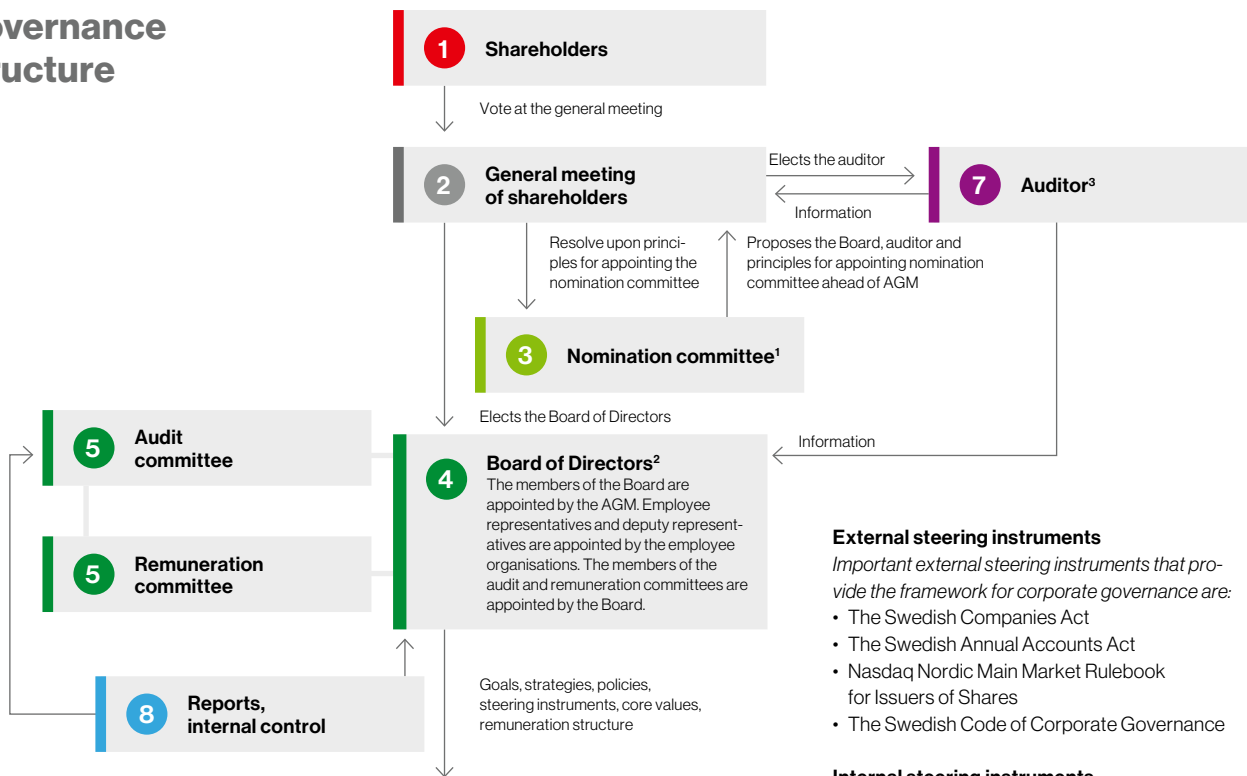 overnance
ructure
1 Shareholders
Vote at the general meeting
2 General meeting
of shareholders
Elects the auditor
Information
7 Auditor³
Resolve upon princi-
ples for appointing the
nomination committee
Proposes the Board, auditor and
principles for appointing nomination
committee ahead of AGM
3 Nomination committee¹
Elects the Board of Directors
Information
5 Audit
committee
5 Remuneration
committee
4 Board of Directors²
The members of the Board are
appointed by the AGM. Employee
representatives and deputy represent-
atives are appointed by the employee
organisations. The members of the
audit and remuneration committees are
appointed by the Board.
8 Reports,
internal control
Goals, strategies, policies,
steering instruments, core values,
remuneration structure
External steering instruments
Important external steering instruments that pro-
vide the framework for corporate governance are:
• The Swedish Companies Act
• The Swedish Annual Accounts Act
• Nasdaq Nordic Main Market Rulebook
for Issuers of Shares
• The Swedish Code of Corporate Governance
Internal steering instruments